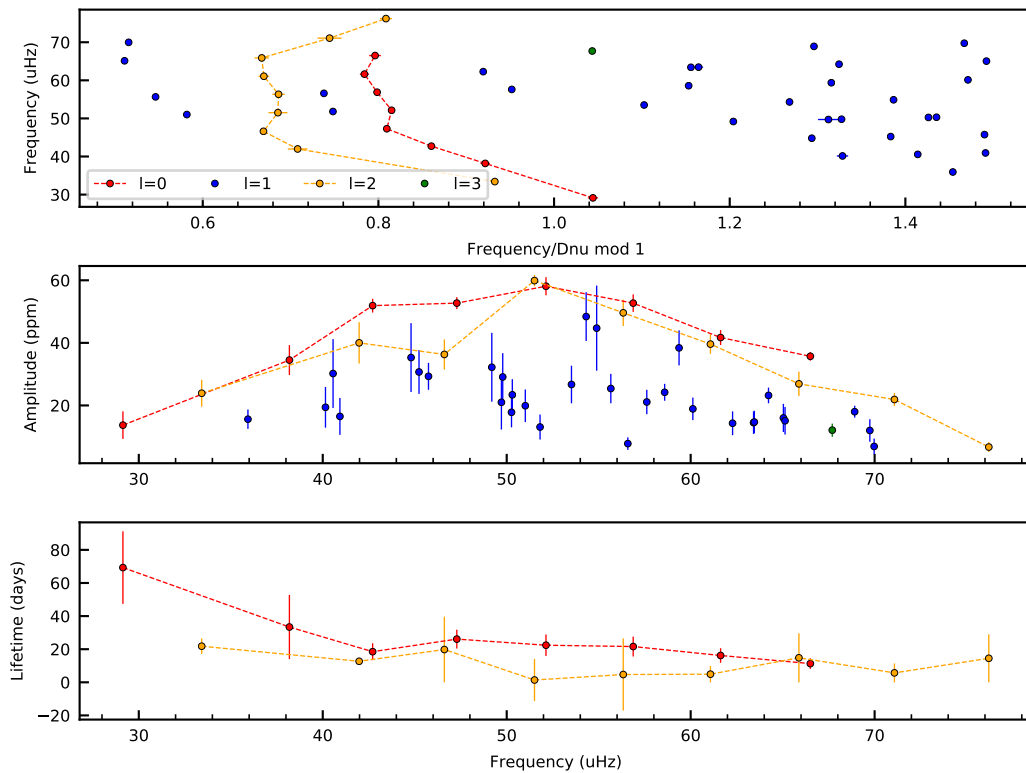 Frequency (uHz)
70
60
50
40
30
l=0 l=1 l=2 l=3
0.6 0.8 1.0 1.2 1.4
Frequency/Dnu mod 1
Amplitude (ppm)
60
40
20
30 40 50 60 70
Lifetime (days)
80
60
40
20
0
−20
30 40 50 60 70
Frequency (uHz)